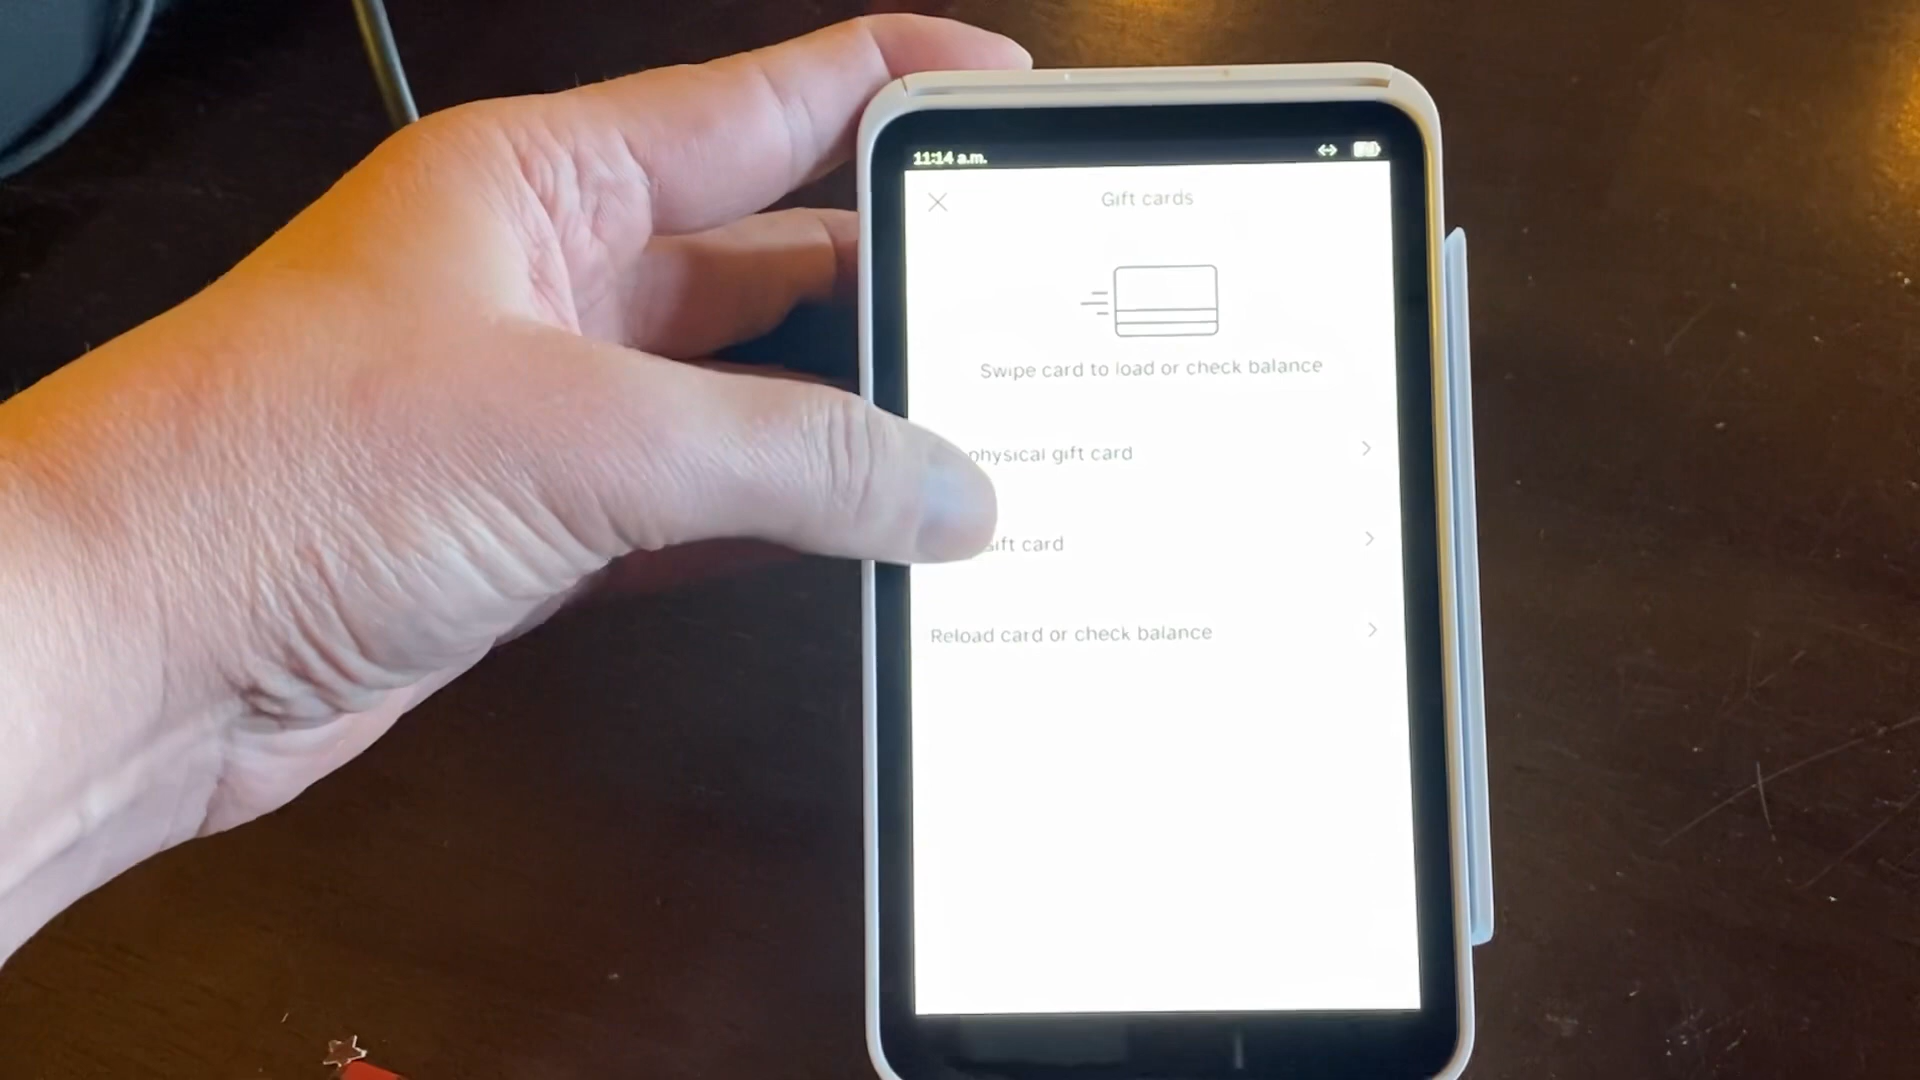 11:14 a.m.
Gift cards
Swipe card to load or check balance
physical gift card
gift card
Reload card or check balance